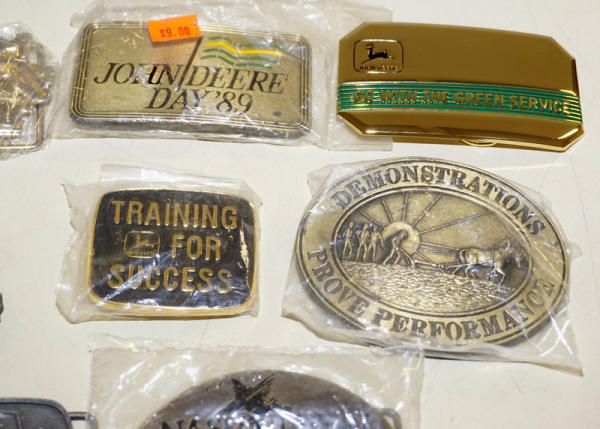 $9.00
JOHN DEERE
DAY '89
JOHN DEERE
GO WITH THE GREEN SERVICE
TRAINING
FOR
SUCCESS
DEMONSTRATIONS
PROVE PERFORMANCE